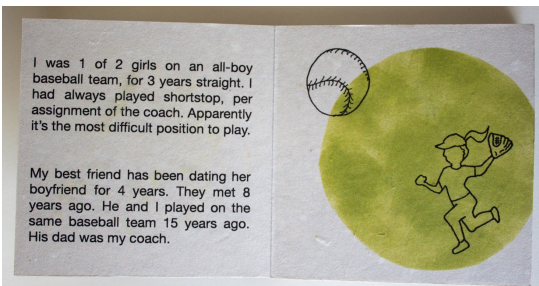 I was 1 of 2 girls on an all-boy
baseball team, for 3 years straight. I
had always played shortstop, per
assignment of the coach. Apparently
it's the most difficult position to play.
My best friend has been dating her
boyfriend for 4 years. They met 8
years ago. He and I played on the
same baseball team 15 years ago.
His dad was my coach.